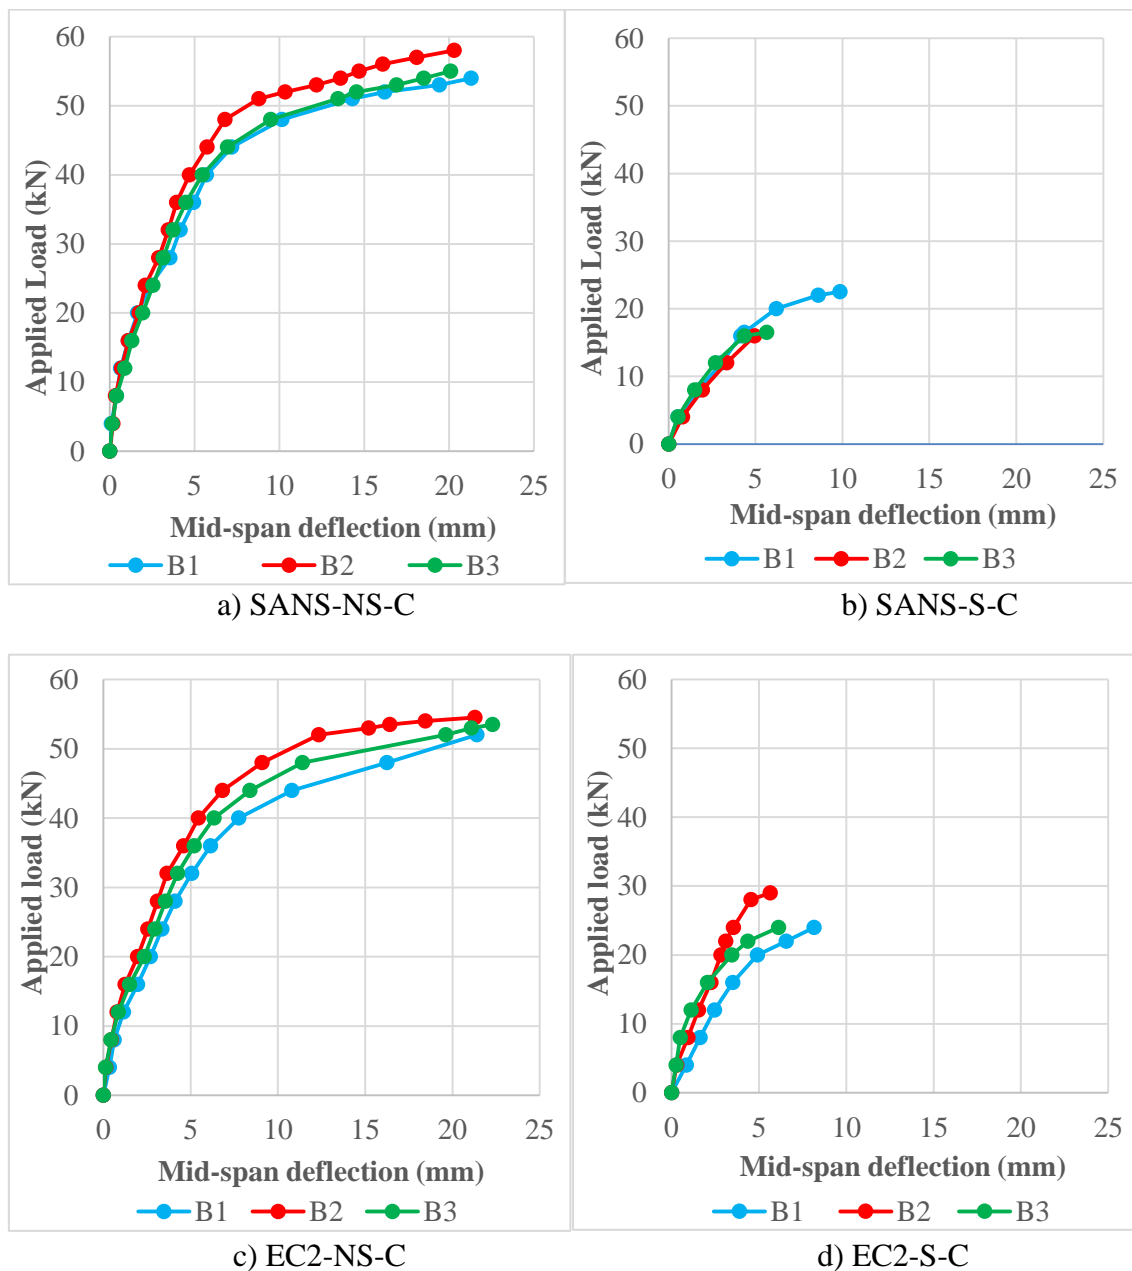 60
50
40
30
20
10
0
Applied Load (kN)
0 5 10 15 20 25
Mid-span deflection (mm)
B1 B2 B3
a) SANS-NS-C
60
50
40
30
20
10
0
Applied Load (kN)
0 5 10 15 20 25
Mid-span deflection (mm)
B1 B2 B3
b) SANS-S-C
60
50
40
30
20
10
0
Applied load (kN)
0 5 10 15 20 25
Mid-span deflection (mm)
B1 B2 B3
c) EC2-NS-C
60
50
40
30
20
10
0
Applied load (kN)
0 5 10 15 20 25
Mid-span deflection (mm)
B1 B2 B3
d) EC2-S-C